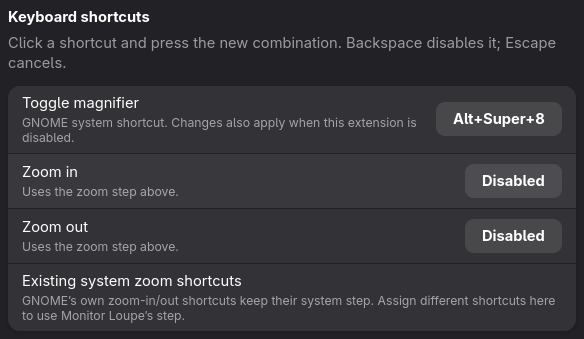 Keyboard shortcuts
Click a shortcut and press the new combination. Backspace disables it; Escape
cancels.
Toggle magnifier
GNOME system shortcut. Changes also apply when this extension is
disabled.
Alt+Super+8
Zoom in
Uses the zoom step above.
Disabled
Zoom out
Uses the zoom step above.
Disabled
Existing system zoom shortcuts
GNOME’s own zoom-in/out shortcuts keep their system step. Assign different shortcuts here
to use Monitor Loupe’s step.